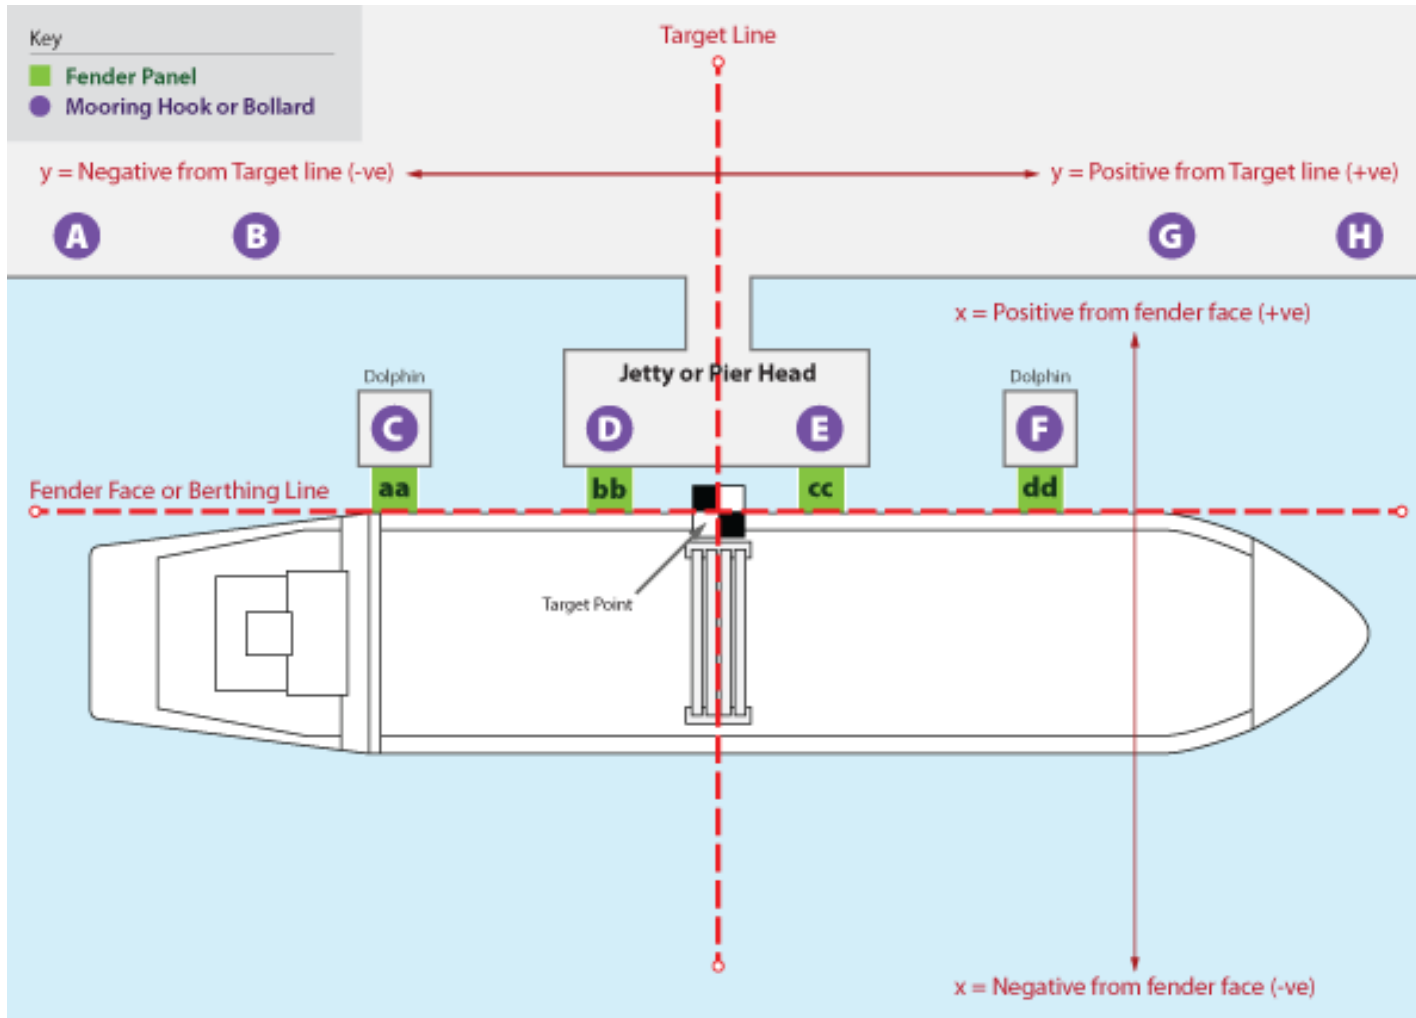 Key
Fender Panel
Mooring Hook or Bollard
Target Line
y = Negative from Target line (-ve)
y = Positive from Target line (+ve)
A
B
G
H
x = Positive from fender face (+ve)
Jetty or Pier Head
Dolphin
Dolphin
C
D
E
F
Fender Face or Berthing Line
aa
bb
cc
dd
Target Point
x = Negative from fender face (-ve)